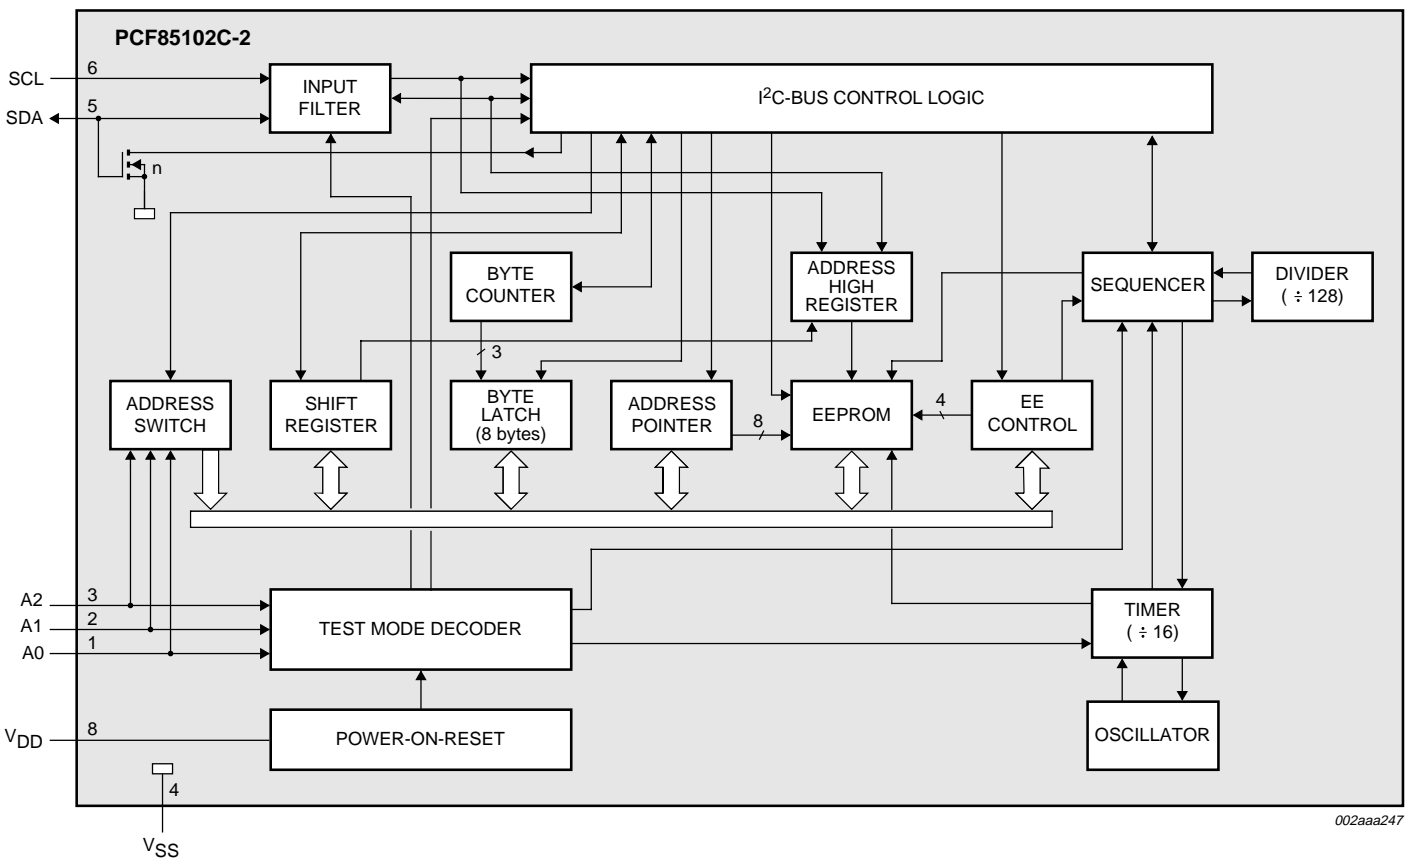 PCF85102C-2
SCL
6
SDA
5
n
INPUT
FILTER
I²C-BUS CONTROL LOGIC
BYTE
COUNTER
3
ADDRESS
HIGH
REGISTER
SEQUENCER
DIVIDER
( ÷ 128)
ADDRESS
SWITCH
SHIFT
REGISTER
BYTE
LATCH
(8 bytes)
ADDRESS
POINTER
8
EEPROM
4
EE
CONTROL
A2
3
A1
2
A0
1
TEST MODE DECODER
TIMER
( ÷ 16)
VDD
8
POWER-ON-RESET
OSCILLATOR
4
VSS
002aaa247